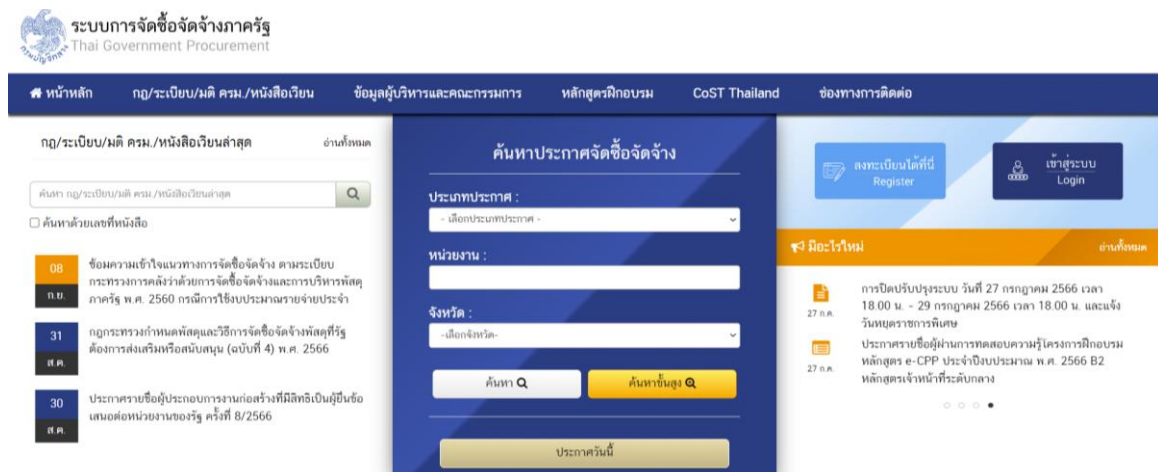 ระบบการจัดซื้อจัดจ้างภาครัฐ
Thai Government Procurement
กรมบัญชีกลาง
หน้าหลัก
กฎ/ระเบียบ/มติ ครม./หนังสือเวียน
ข้อมูลผู้บริหารและคณะกรรมการ
หลักสูตรฝึกอบรม
CoST Thailand
ช่องทางการติดต่อ
กฎ/ระเบียบ/มติ ครม./หนังสือเวียนล่าสุด
อ่านทั้งหมด
ค้นหา กฎ/ระเบียบ/มติ ครม./หนังสือเวียนล่าสุด
ค้นหาด้วยเลขที่หนังสือ
08
ก.ย.
ซ้อมความเข้าใจแนวทางการจัดซื้อจัดจ้าง ตามระเบียบ
กระทรวงการคลังว่าด้วยการจัดซื้อจัดจ้างและการบริหารพัสดุ
ภาครัฐ พ.ศ. 2560 กรณีการใช้งบประมาณรายจ่ายประจำ
31
ส.ค.
กฎกระทรวงกำหนดพัสดุและวิธีการจัดซื้อจัดจ้างพัสดุที่รัฐ
ต้องการส่งเสริมหรือสนับสนุน (ฉบับที่ 4) พ.ศ. 2566
30
ส.ค.
ประกาศรายชื่อผู้ประกอบการงานก่อสร้างที่มีสิทธิเป็นผู้ยื่นข้อ
เสนอต่อหน่วยงานของรัฐ ครั้งที่ 8/2566
ค้นหาประกาศจัดซื้อจัดจ้าง
ประเภทประกาศ :
- เลือกประเภทประกาศ -
หน่วยงาน :
จังหวัด :
-เลือกจังหวัด-
ค้นหา
ค้นหาขั้นสูง
ประกาศวันนี้
ลงทะเบียนได้ที่นี่
Register
เข้าสู่ระบบ
Login
มีอะไรใหม่
อ่านทั้งหมด
27 ก.ค.
การปิดปรับปรุงระบบ วันที่ 27 กรกฎาคม 2566 เวลา
18.00 น. - 29 กรกฎาคม 2566 เวลา 18.00 น. และแจ้ง
วันหยุดราชการพิเศษ
27 ก.ค.
ประกาศรายชื่อผู้ผ่านการทดสอบความรู้โครงการฝึกอบรม
หลักสูตร e-CPP ประจำปีงบประมาณ พ.ศ. 2566 B2
หลักสูตรเจ้าหน้าที่ระดับกลาง